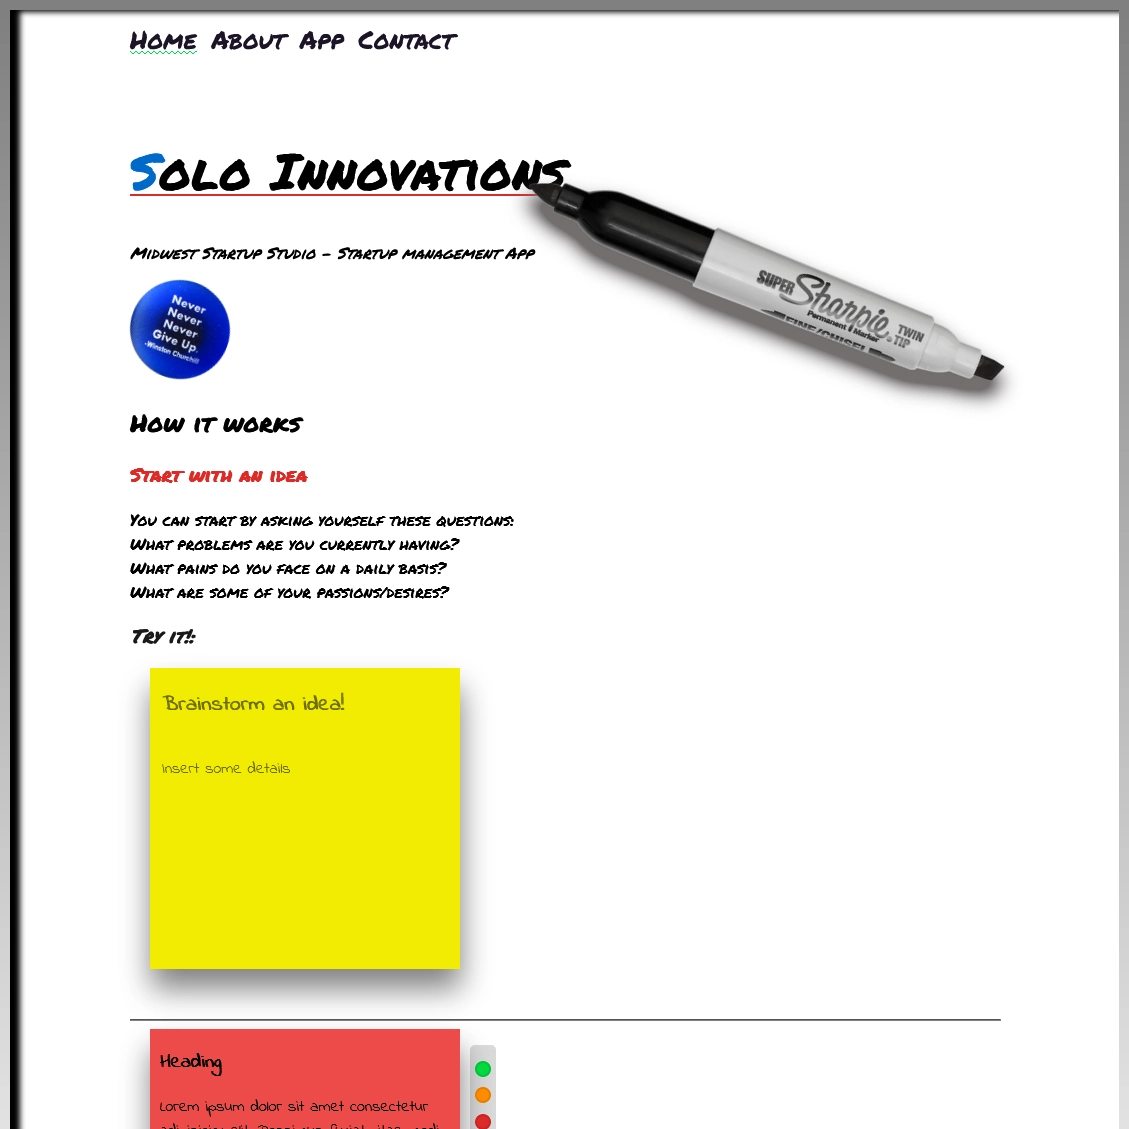 Home About App Contact
Solo Innovations
Midwest Startup Studio - Startup management App
Never
Never
Never
Give Up.
-Winston Churchill
SUPER Sharpie
Permanent Marker
TWIN
TIP
FINE/CHISEL
How it works
Start with an idea
You can start by asking yourself these questions:
What problems are you currently having?
What pains do you face on a daily basis?
What are some of your passions/desires?
Try it!:
Brainstorm an idea!
Insert some details
Heading
Lorem ipsum dolor sit amet consectetur